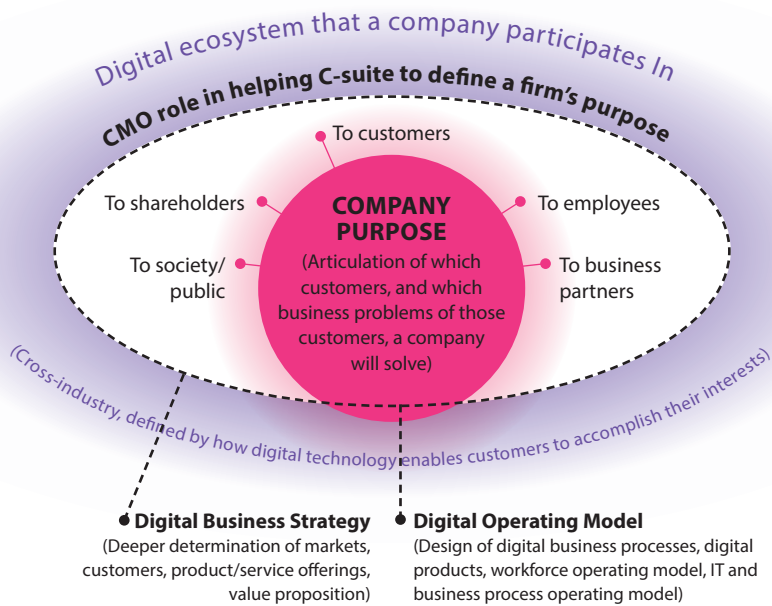 Digital ecosystem that a company participates In
CMO role in helping C-suite to define a firm's purpose
To customers
To shareholders
To employees
To society/
public
To business
partners
COMPANY
PURPOSE
(Articulation of which
customers, and which
business problems of those
customers, a company
will solve)
(Cross-industry, defined by how digital technology enables customers to accomplish their interests)
Digital Business Strategy
(Deeper determination of markets,
customers, product/service offerings,
value proposition)
Digital Operating Model
(Design of digital business processes, digital
products, workforce operating model, IT and
business process operating model)